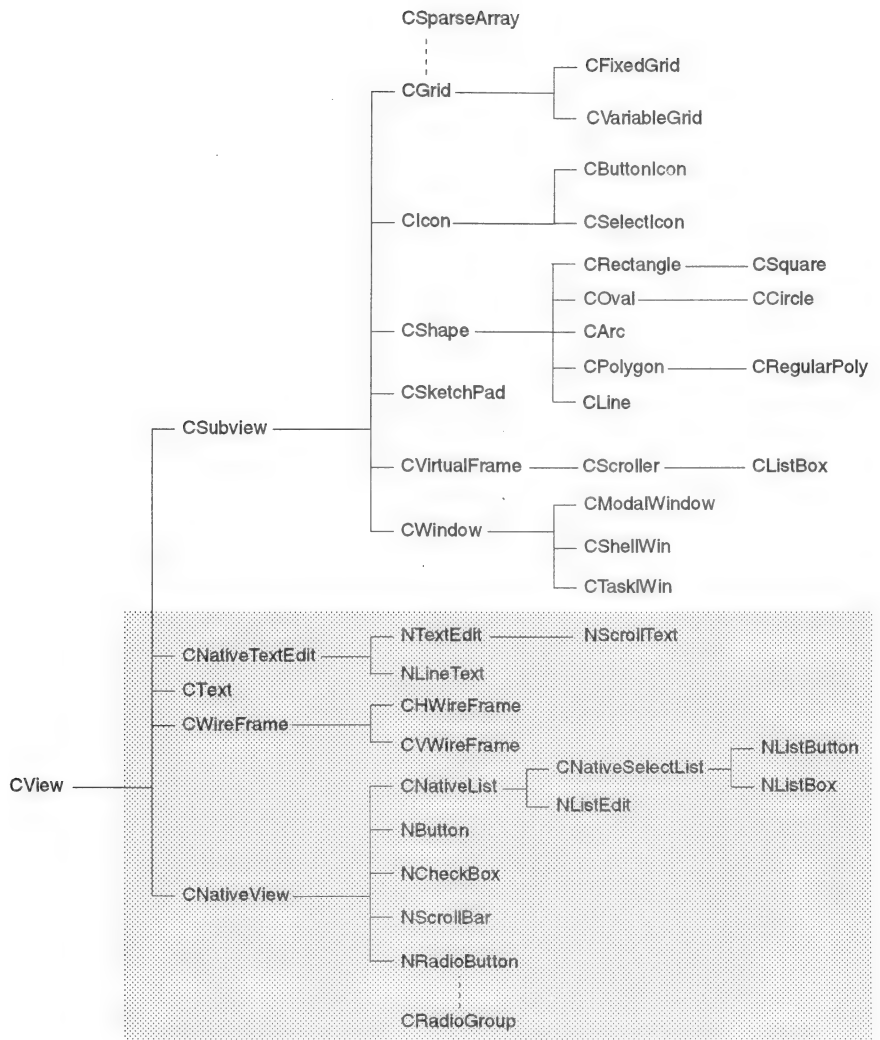 CSparseArray
CFixedGrid
CGrid
CVariableGrid
CButtonIcon
CIcon
CSelectIcon
CRectangle
CSquare
COval
CCircle
CShape
CArc
CPolygon
CRegularPoly
CSketchPad
CLine
CSubview
CVirtualFrame
CScroller
CListBox
CModalWindow
CWindow
CShellWin
CTasklWin
NTextEdit
NScrollText
CNativeTextEdit
NLineText
CText
CHWireFrame
CWireFrame
CVWireFrame
NListButton
CNativeSelectList
CView
CNativeList
NListBox
NListEdit
NButton
NCheckBox
CNativeView
NScrollBar
NRadioButton
CRadioGroup